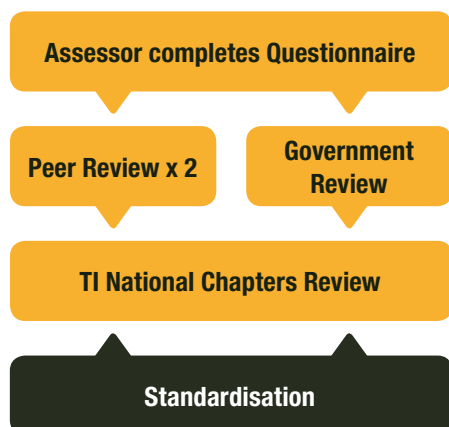 Assessor completes Questionnaire
Peer Review x 2
Government
Review
TI National Chapters Review
Standardisation